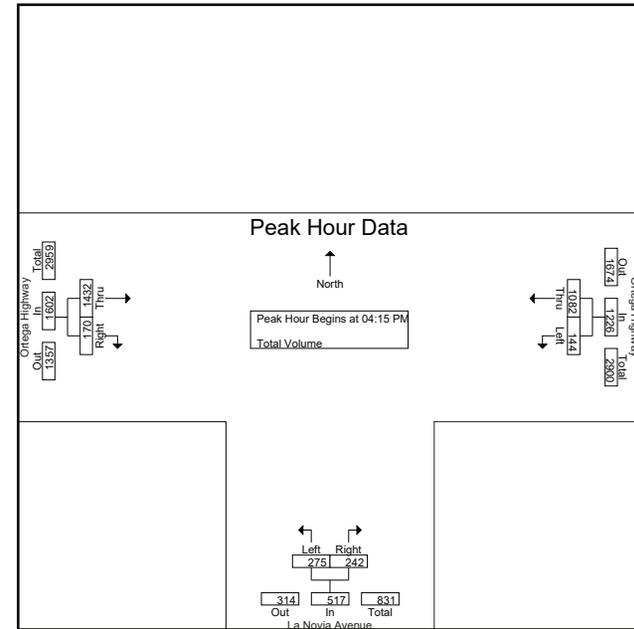 Peak Hour Data
North
Peak Hour Begins at 04:15 PM
Total Volume
Ortega Highway
Total
2959
In
1602
Out
1357
Thru
1432
Right
170
Ortega Highway
Out
1674
In
1226
Total
2900
Thru
1082
Left
144
Left Right
275 242
314 517 831
Out In Total
La Novia Avenue